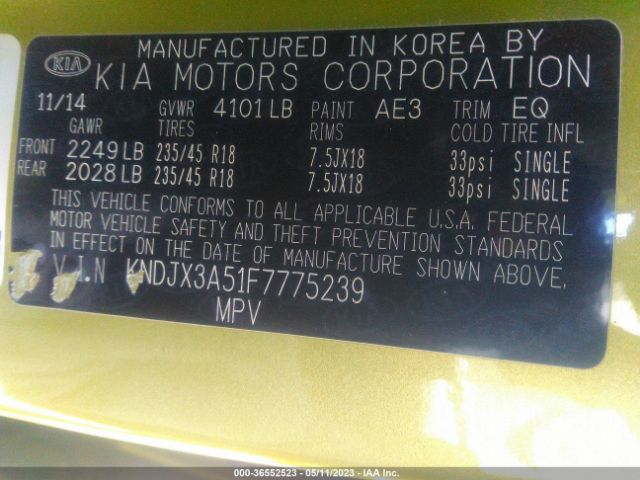 KIA MANUFACTURED IN KOREA BY
KIA MOTORS CORPORATION
11/14 GVWR 4101 LB PAINT AE3 TRIM EQ
GAWR TIRES RIMS COLD TIRE INFL
FRONT 2249 LB 235/45 R18 7.5JX18 33psi SINGLE
REAR 2028 LB 235/45 R18 7.5JX18 33psi SINGLE
THIS VEHICLE CONFORMS TO ALL APPLICABLE U.S.A. FEDERAL
MOTOR VEHICLE SAFETY AND THEFT PREVENTION STANDARDS
IN EFFECT ON THE DATE OF MANUFACTURE SHOWN ABOVE.
V.I.N KNDJX3A51F7775239
MPV
000-36552523 - 05/11/2023 - IAA Inc.